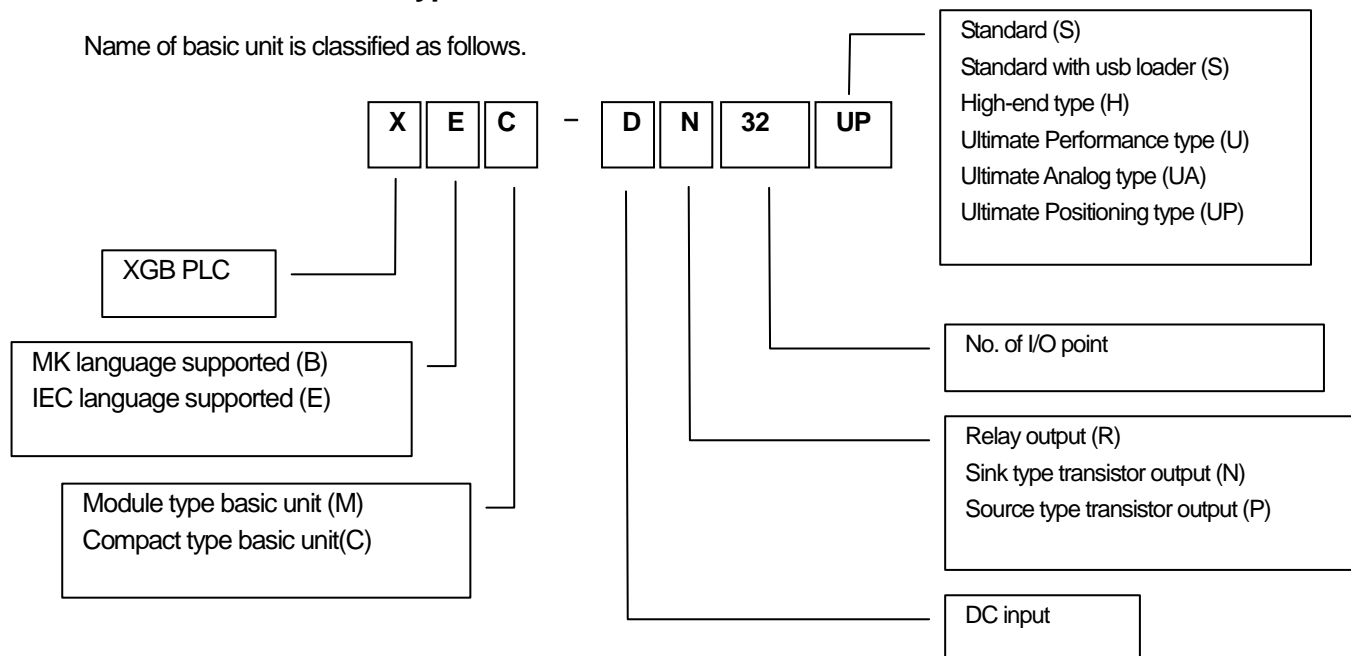 Name of basic unit is classified as follows.
X E C – D N 32 UP
Standard (S)
Standard with usb loader (S)
High-end type (H)
Ultimate Performance type (U)
Ultimate Analog type (UA)
Ultimate Positioning type (UP)
XGB PLC
MK language supported (B)
IEC language supported (E)
Module type basic unit (M)
Compact type basic unit(C)
No. of I/O point
Relay output (R)
Sink type transistor output (N)
Source type transistor output (P)
DC input